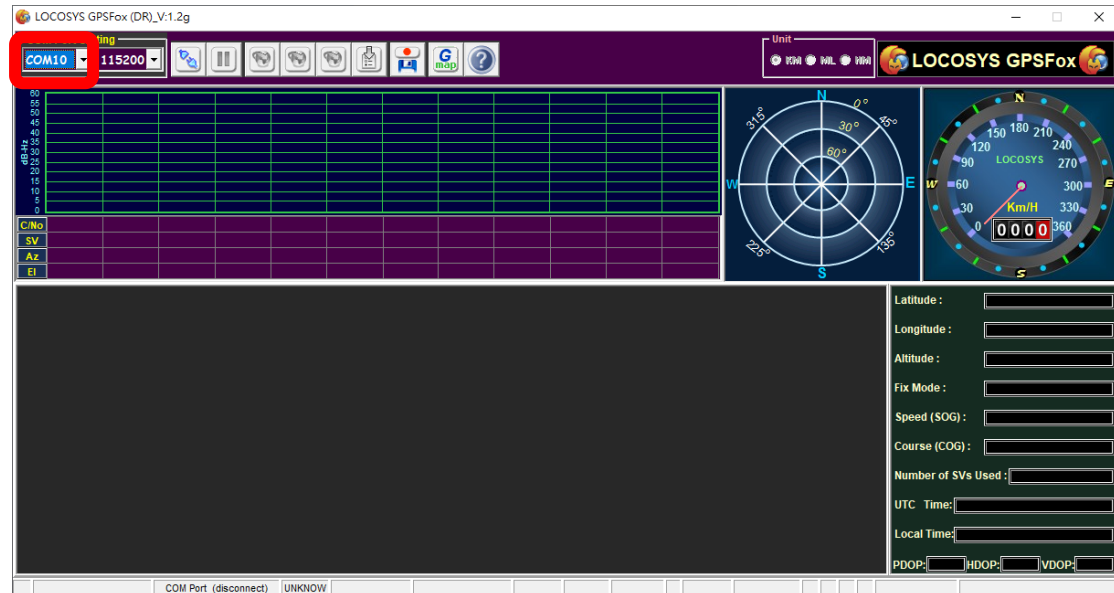 LOCOSYS GPSFox (DR)_V:1.2g
COM10
115200
G
map
?
Unit
KM ML NM
LOCOSYS GPSFox
60
55
50
45
40
35
30
25
20
15
10
5
0
dB-Hz
C/No
SV
Az
El
N
0°
45°
30°
60°
315°
W
E
225°
135°
S
N
W
E
S
0
30
60
90
120
150
180
210
240
270
300
330
360
LOCOSYS
Km/H
0000
Latitude :
Longitude :
Altitude :
Fix Mode :
Speed (SOG) :
Course (COG) :
Number of SVs Used :
UTC Time:
Local Time:
PDOP: HDOP: VDOP:
COM Port (disconnect) UNKNOW